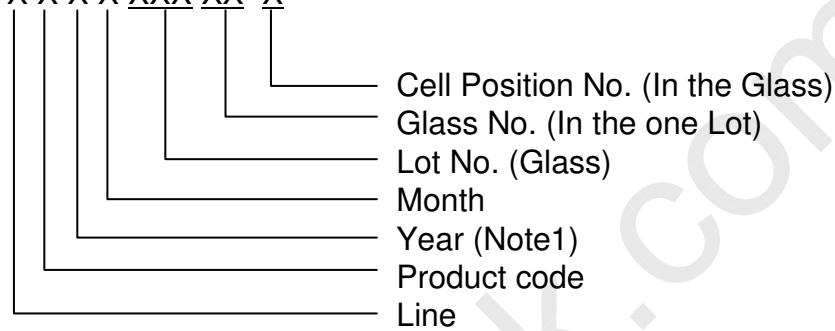 X X X X XXX XX X
Cell Position No. (In the Glass)
Glass No. (In the one Lot)
Lot No. (Glass)
Month
Year (Note1)
Product code
Line